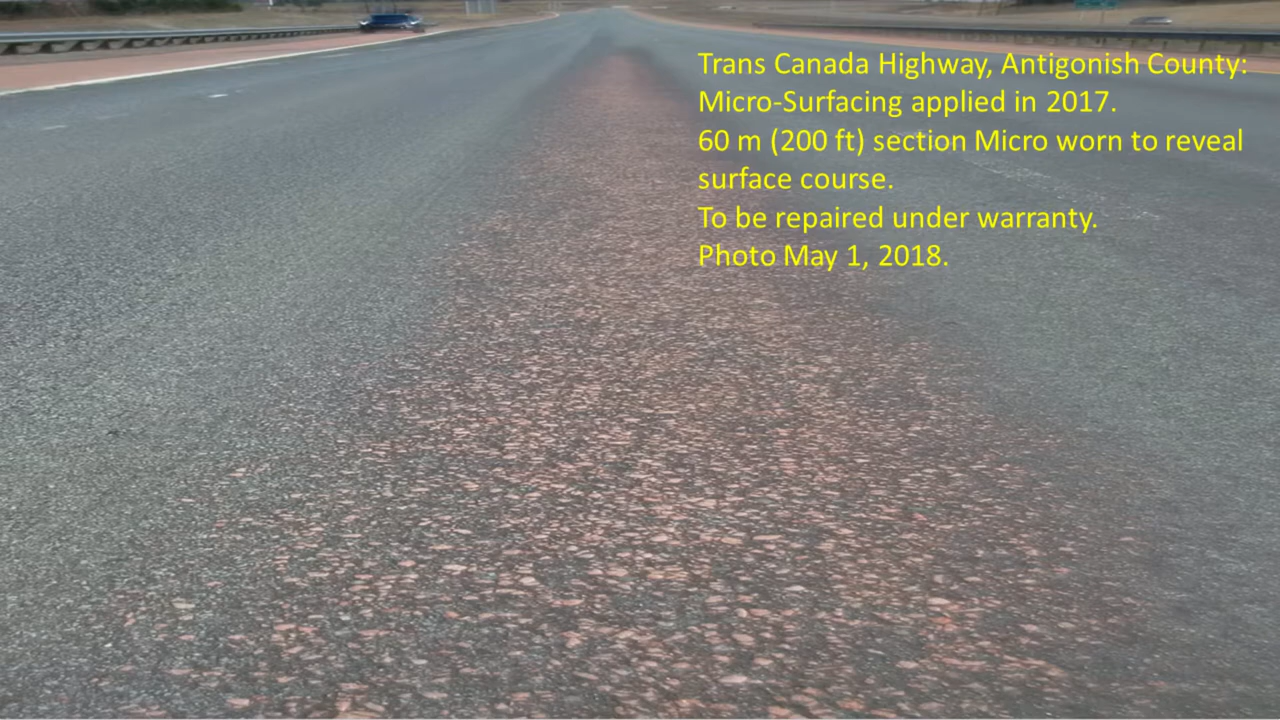 Trans Canada Highway, Antigonish County:
Micro-Surfacing applied in 2017.
60 m (200 ft) section Micro worn to reveal
surface course.
To be repaired under warranty.
Photo May 1, 2018.